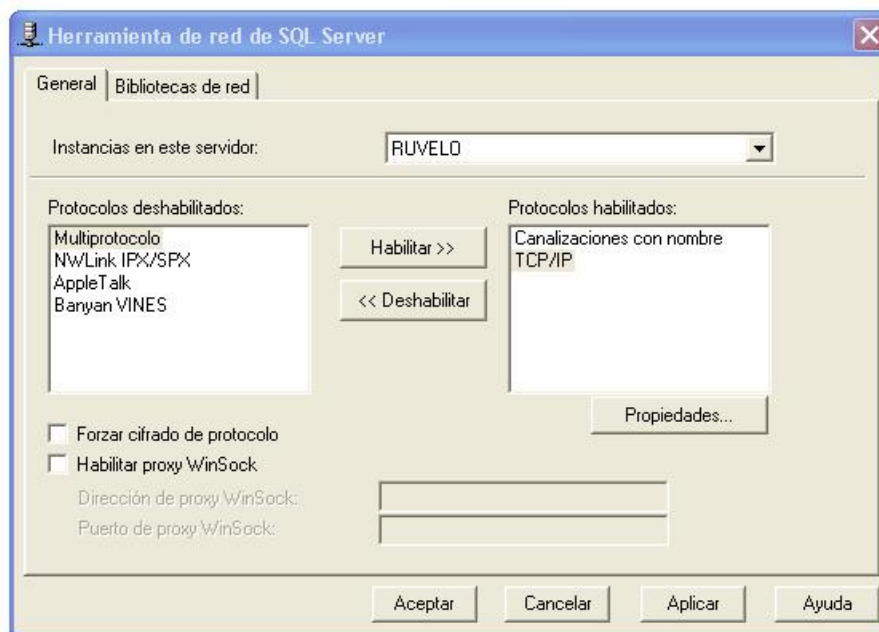 Herramienta de red de SQL Server
General
Bibliotecas de red
Instancias en este servidor:
RUVELO
Protocolos deshabilitados:
Multiprotocolo
NWLink IPX/SPX
AppleTalk
Banyan VINES
Habilitar >>
<< Deshabilitar
Protocolos habilitados:
Canalizaciones con nombre
TCP/IP
Propiedades...
Forzar cifrado de protocolo
Habilitar proxy WinSock
Dirección de proxy WinSock:
Puerto de proxy WinSock:
Aceptar
Cancelar
Aplicar
Ayuda